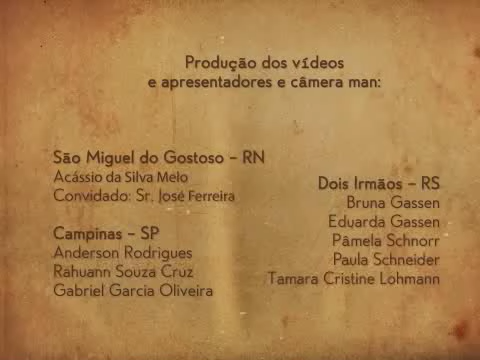 Produção dos vídeos
e apresentadores e câmera man:
São Miguel do Gostoso - RN
Acássio da Silva Melo
Convidado: Sr. José Ferreira
Campinas - SP
Anderson Rodrigues
Rahuann Souza Cruz
Gabriel Garcia Oliveira
Dois Irmãos - RS
Bruna Gassen
Eduarda Gassen
Pâmela Schnorr
Paula Schneider
Tamara Cristine Lohmann